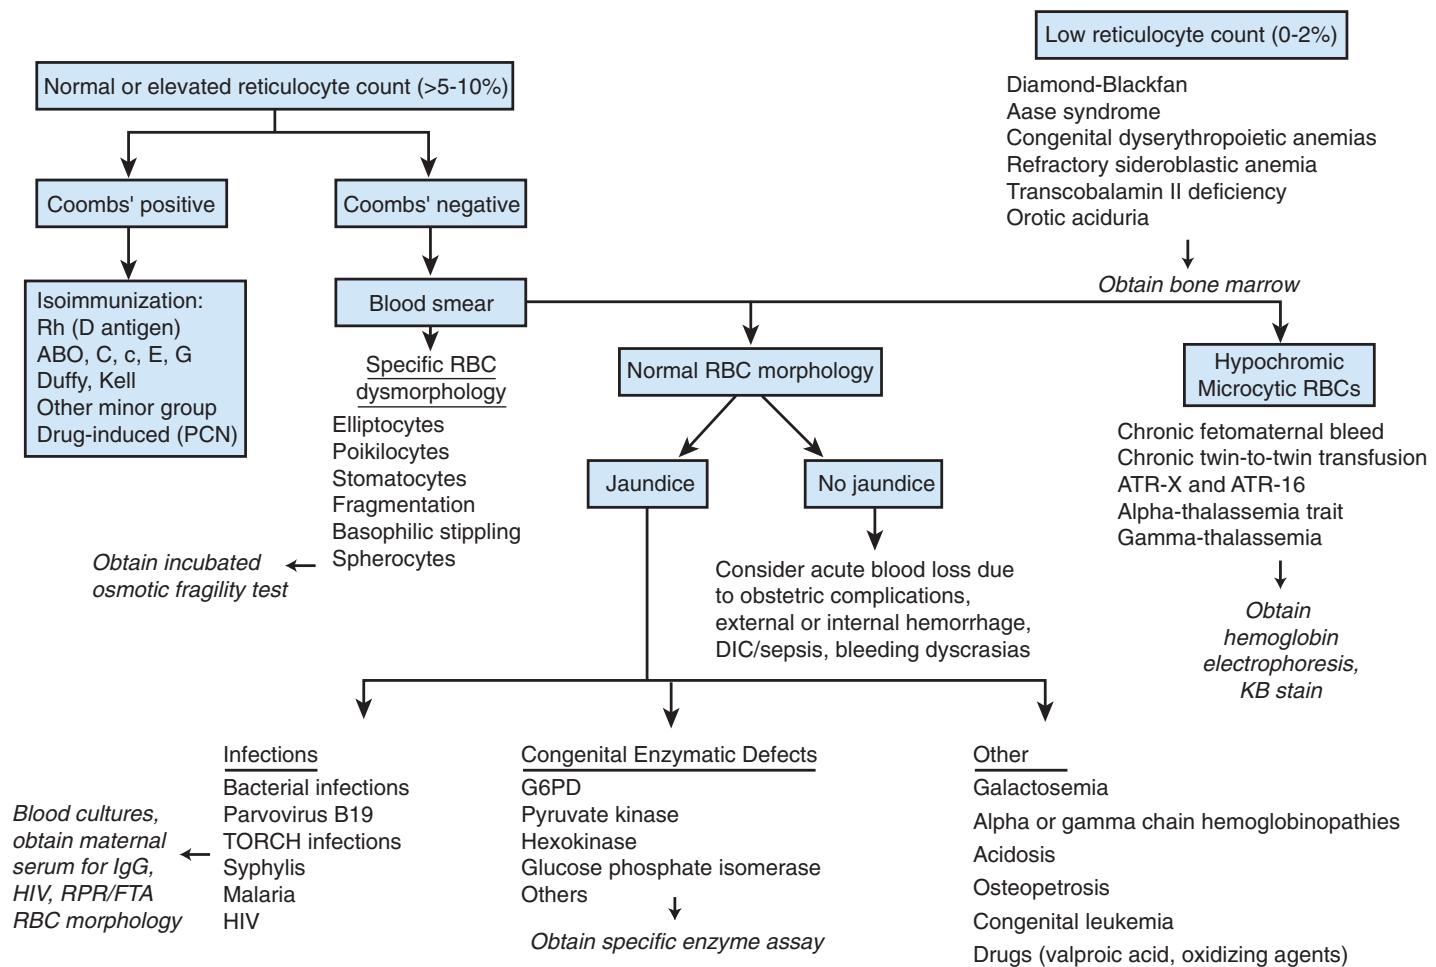 Low reticulocyte count (0-2%)
Diamond-Blackfan
Aase syndrome
Congenital dyserythropoietic anemias
Refractory sideroblastic anemia
Transcobalamin II deficiency
Orotic aciduria
Obtain bone marrow
Normal or elevated reticulocyte count (>5-10%)
Coombs' positive
Coombs' negative
Isoimmunization:
Rh (D antigen)
ABO, C, c, E, G
Duffy, Kell
Other minor group
Drug-induced (PCN)
Blood smear
Specific RBC
dysmorphology
Elliptocytes
Poikilocytes
Stomatocytes
Fragmentation
Basophilic stippling
Spherocytes
Obtain incubated
osmotic fragility test
Normal RBC morphology
Jaundice
No jaundice
Consider acute blood loss due
to obstetric complications,
external or internal hemorrhage,
DIC/sepsis, bleeding dyscrasias
Hypochromic
Microcytic RBCs
Chronic fetomaternal bleed
Chronic twin-to-twin transfusion
ATR-X and ATR-16
Alpha-thalassemia trait
Gamma-thalassemia
Obtain
hemoglobin
electrophoresis,
KB stain
Infections
Bacterial infections
Parvovirus B19
TORCH infections
Syphylis
Malaria
HIV
Blood cultures,
obtain maternal
serum for IgG,
HIV, RPR/FTA
RBC morphology
Congenital Enzymatic Defects
G6PD
Pyruvate kinase
Hexokinase
Glucose phosphate isomerase
Others
Obtain specific enzyme assay
Other
Galactosemia
Alpha or gamma chain hemoglobinopathies
Acidosis
Osteopetrosis
Congenital leukemia
Drugs (valproic acid, oxidizing agents)